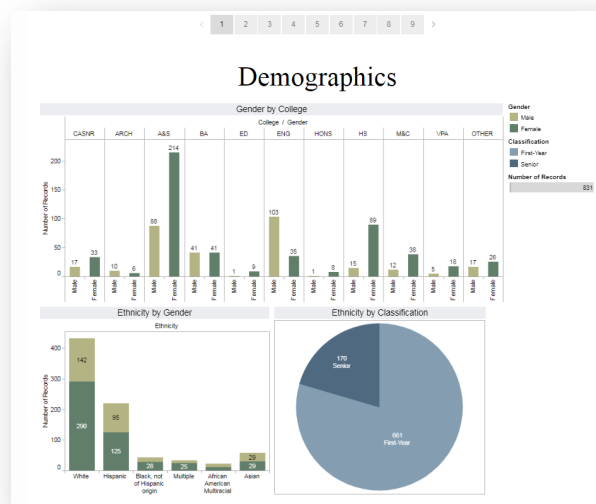 ‹ 1 2 3 4 5 6 7 8 9 ›
Demographics
Gender by College
College / Gender
CASNR ARCH A&S BA ED ENG HONS HS M&C VPA OTHER
Number of Records
200
150
100
50
0
17 33 10 6 88 214 41 41 1 9 103 35 1 8 15 89 12 38 5 18 17 26
Male Female Male Female Male Female Male Female Male Female Male Female Male Female Male Female Male Female Male Female Male Female
Gender
Male
Female
Classification
First-Year
Senior
Number of Records
831
Ethnicity by Gender
Ethnicity
Number of Records
400
300
200
100
0
142
290
95
125
28
25
29
29
White
Hispanic
Black, not
of Hispanic
origin
Multiple
African
American
Multiracial
Asian
Ethnicity by Classification
170
Senior
661
First-Year